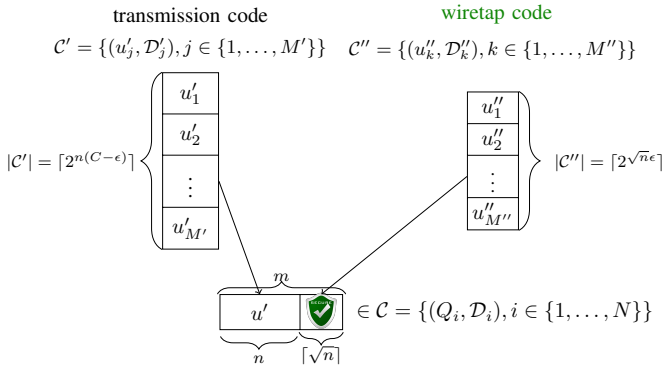 transmission code
wiretap code
𝒞′ = {(u′_j, 𝒟′_j), j ∈ {1, . . . , M′}}
𝒞″ = {(u″_k, 𝒟″_k), k ∈ {1, . . . , M″}}
u′_1
u′_2
⋮
u′_{M′}
|𝒞′| = ⌈2^{n(C−ϵ)}⌉
u″_1
u″_2
⋮
u″_{M″}
|𝒞″| = ⌈2^{√n ϵ}⌉
m
u′
SECURE
∈ 𝒞 = {(Q_i, 𝒟_i), i ∈ {1, . . . , N}}
n
⌈√n⌉